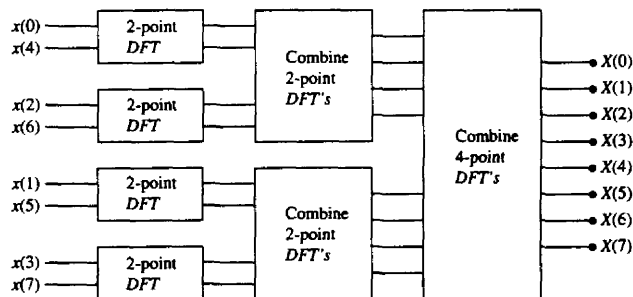 x(0)
x(4)
2-point
DFT
x(2)
x(6)
2-point
DFT
x(1)
x(5)
2-point
DFT
x(3)
x(7)
2-point
DFT
Combine
2-point
DFT's
Combine
2-point
DFT's
Combine
4-point
DFT's
X(0)
X(1)
X(2)
X(3)
X(4)
X(5)
X(6)
X(7)